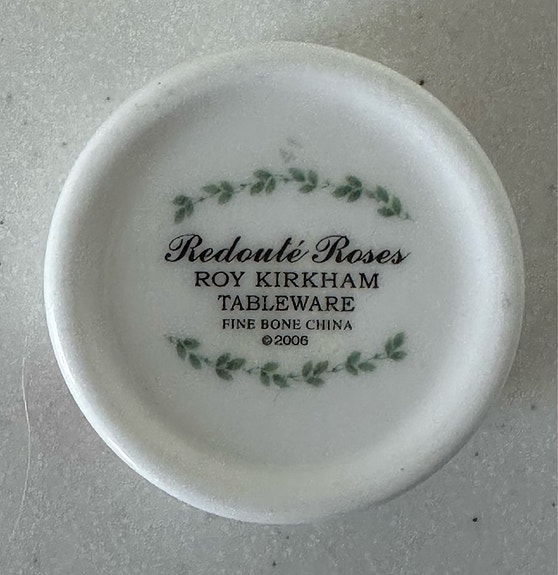 Redouté Roses
ROY KIRKHAM
TABLEWARE
FINE BONE CHINA
©2006